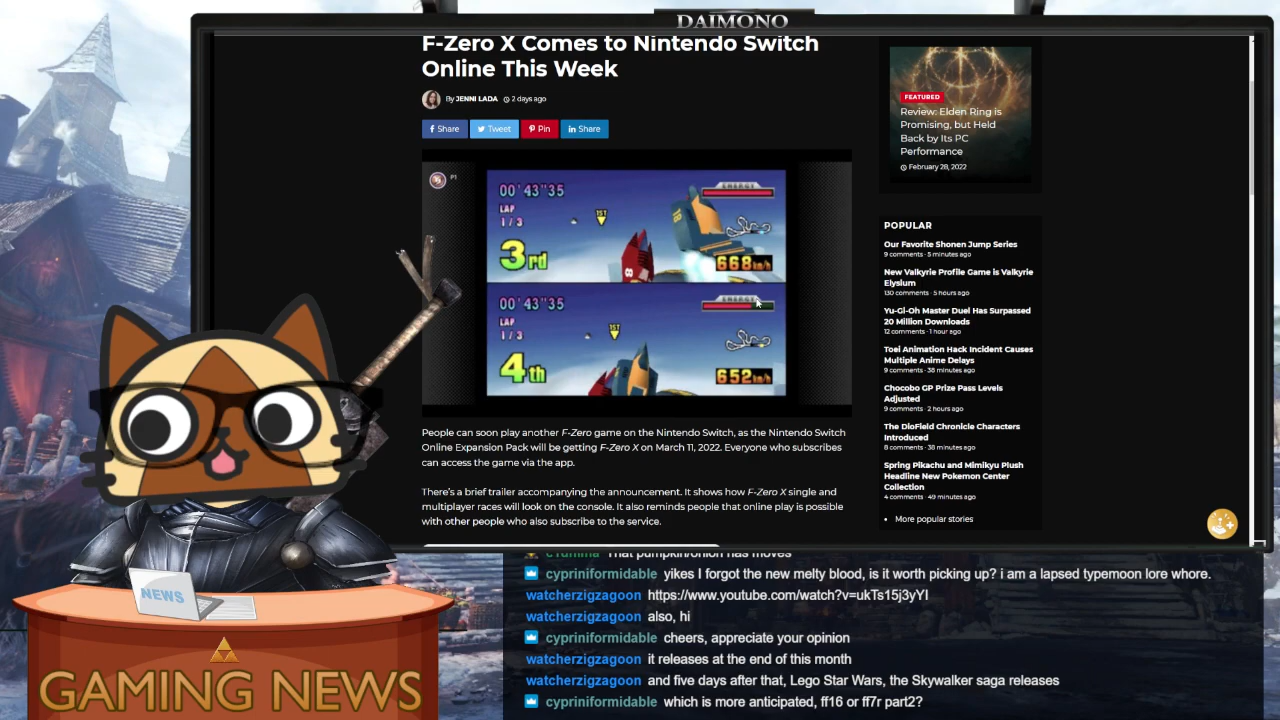 DAIMONO
F-Zero X Comes to Nintendo Switch
Online This Week
By JENNI LADA 2 days ago
Share Tweet Pin Share
P1
00'43"35
LAP
1/3
3rd
1ST
ENERGY
668km/h
00'43"35
LAP
1/3
4th
1ST
ENERGY
652km/h
People can soon play another F-Zero game on the Nintendo Switch, as the Nintendo Switch
Online Expansion Pack will be getting F-Zero X on March 11, 2022. Everyone who subscribes
can access the game via the app.
There's a brief trailer accompanying the announcement. It shows how F-Zero X single and
multiplayer races will look on the console. It also reminds people that online play is possible
with other people who also subscribe to the service.
FEATURED
Review: Elden Ring is
Promising, but Held
Back by Its PC
Performance
February 28, 2022
POPULAR
Our Favorite Shonen Jump Series
9 comments · 5 minutes ago
New Valkyrie Profile Game is Valkyrie
Elysium
130 comments · 5 hours ago
Yu-Gi-Oh Master Duel Has Surpassed
20 Million Downloads
12 comments · 1 hour ago
Toei Animation Hack Incident Causes
Multiple Anime Delays
9 comments · 38 minutes ago
Chocobo GP Prize Pass Levels
Adjusted
9 comments · 2 hours ago
The DioField Chronicle Characters
Introduced
8 comments · 38 minutes ago
Spring Pikachu and Mimikyu Plush
Headline New Pokemon Center
Collection
4 comments · 49 minutes ago
More popular stories
NEWS
GAMING NEWS
That pumpkin/onion has moves
cypriniformidable yikes I forgot the new melty blood, is it worth picking up? i am a lapsed typemoon lore whore.
watcherzigzagoon https://www.youtube.com/watch?v=ukTs15j3yYI
watcherzigzagoon also, hi
cypriniformidable cheers, appreciate your opinion
watcherzigzagoon it releases at the end of this month
watcherzigzagoon and five days after that, Lego Star Wars, the Skywalker saga releases
cypriniformidable which is more anticipated, ff16 or ff7r part2?